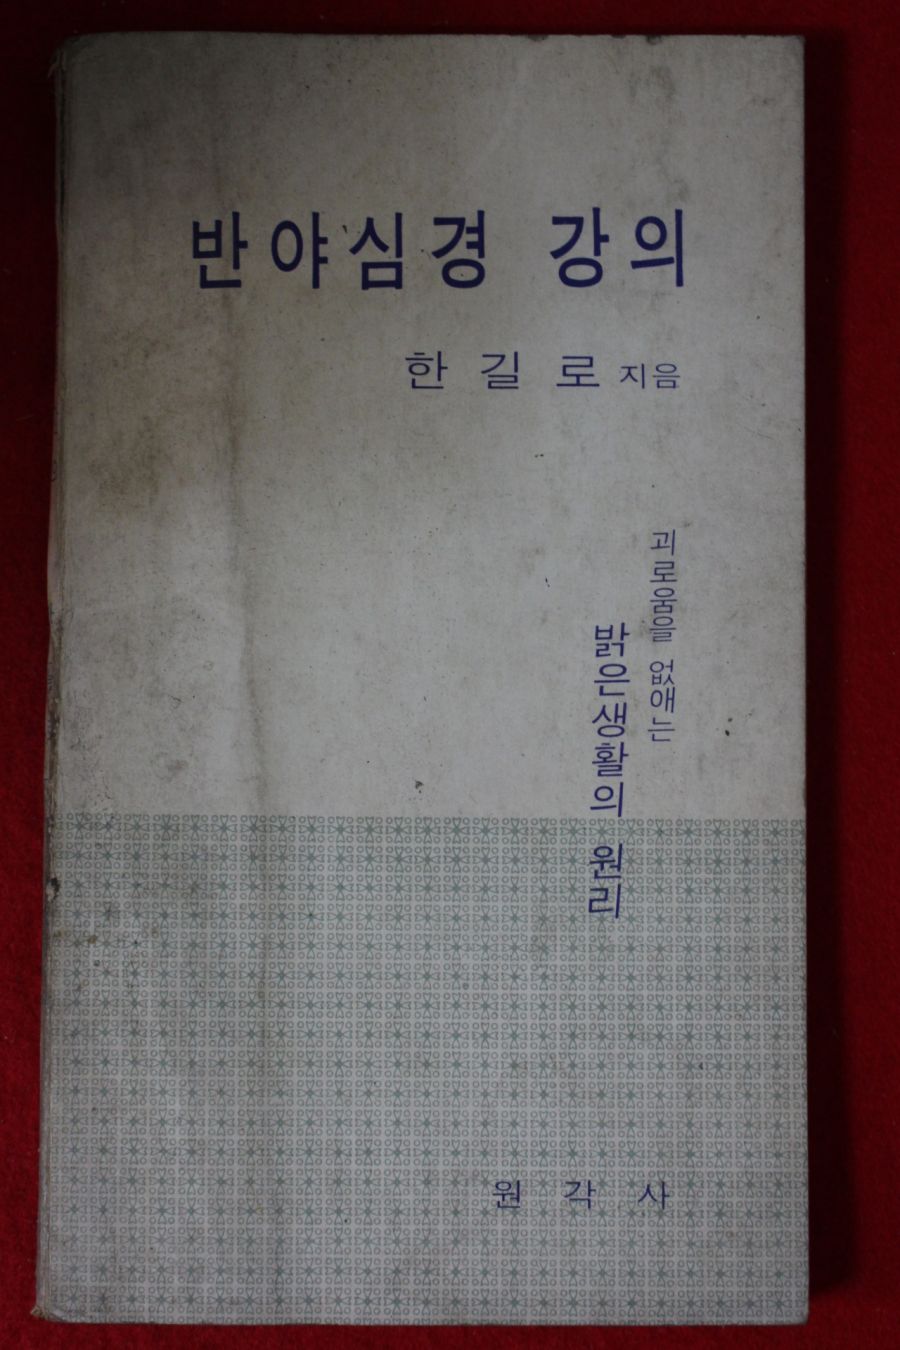 반야심경 강의
한 길 로 지음
괴로움을 없애는
밝은생활의 원리
원 각 사